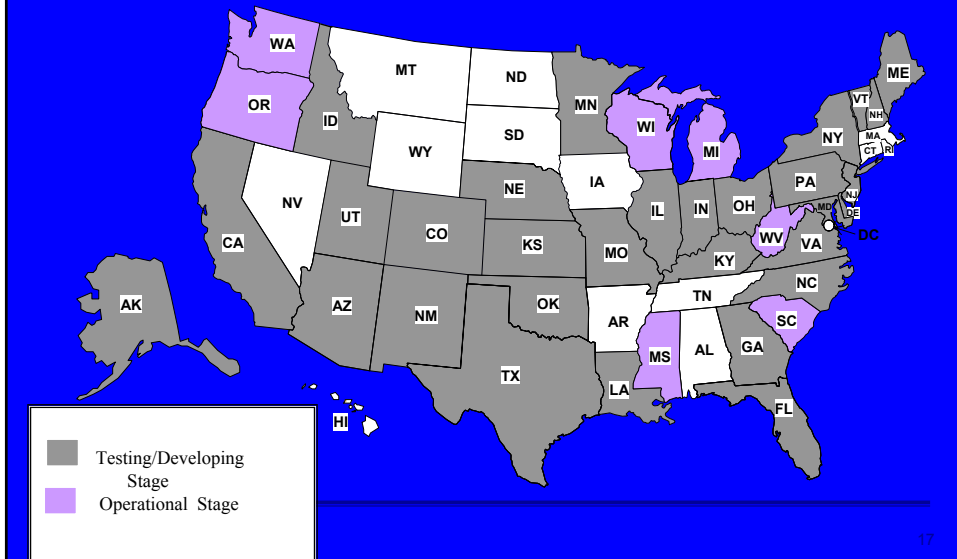 WA
ME
MT
ND
VT
MN
OR
NH
ID
WI
NY
MA
SD
CT
RI
MI
WY
PA
IA
NE
NJ
OH
NV
IL
IN
MD
DE
UT
CO
WV
DC
CA
VA
KS
MO
KY
NC
TN
AK
OK
AZ
NM
AR
SC
GA
MS
AL
TX
LA
FL
HI
Testing/Developing
Stage
Operational Stage
17